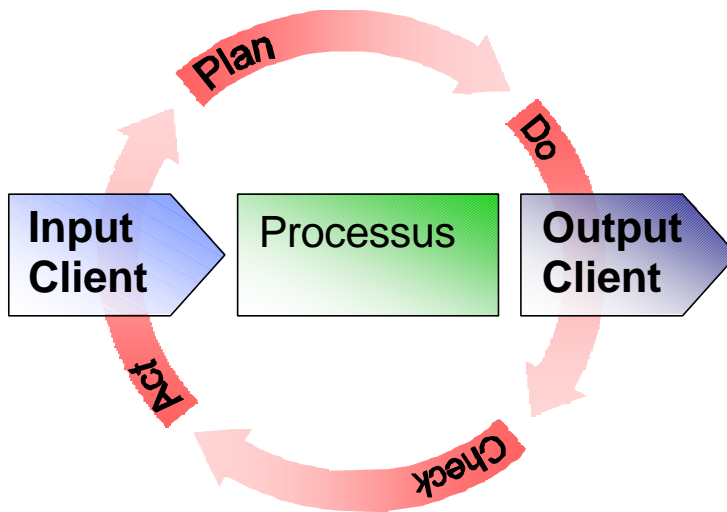 Plan
Do
Input
Client
Processus
Output
Client
Act
Check